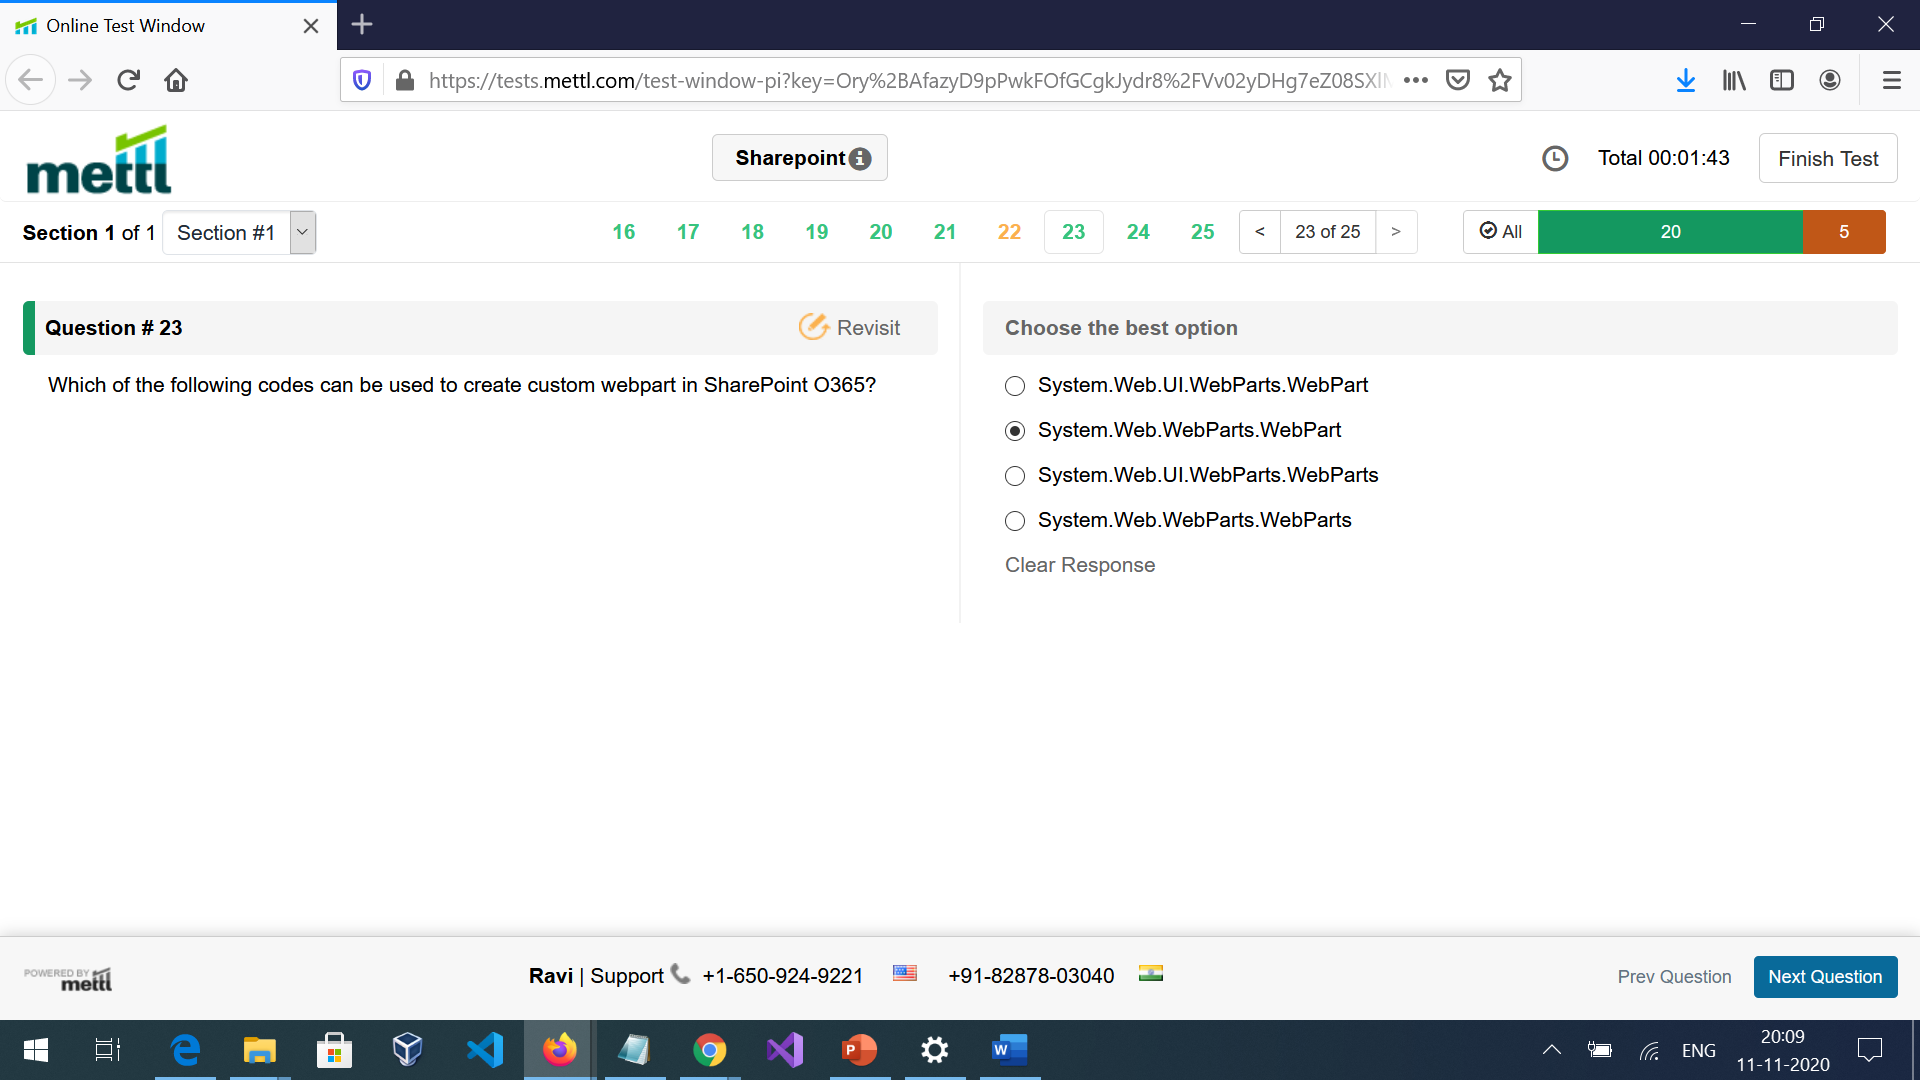 Online Test Window
https://tests.mettl.com/test-window-pi?key=Ory%2BAfazyD9pPwkFOfGCgkJydr8%2FVv02yDHg7eZ08SXl
mettl
Sharepoint
Total 00:01:43
Finish Test
Section 1 of 1
Section #1
16 17 18 19 20 21 22 23 24 25
< 23 of 25 >
All 20 5
Question # 23
Revisit
Which of the following codes can be used to create custom webpart in SharePoint O365?
Choose the best option
System.Web.UI.WebParts.WebPart
System.Web.WebParts.WebPart
System.Web.UI.WebParts.WebParts
System.Web.WebParts.WebParts
Clear Response
POWERED BY mettl
Ravi | Support +1-650-924-9221 +91-82878-03040
Prev Question
Next Question
ENG
20:09
11-11-2020